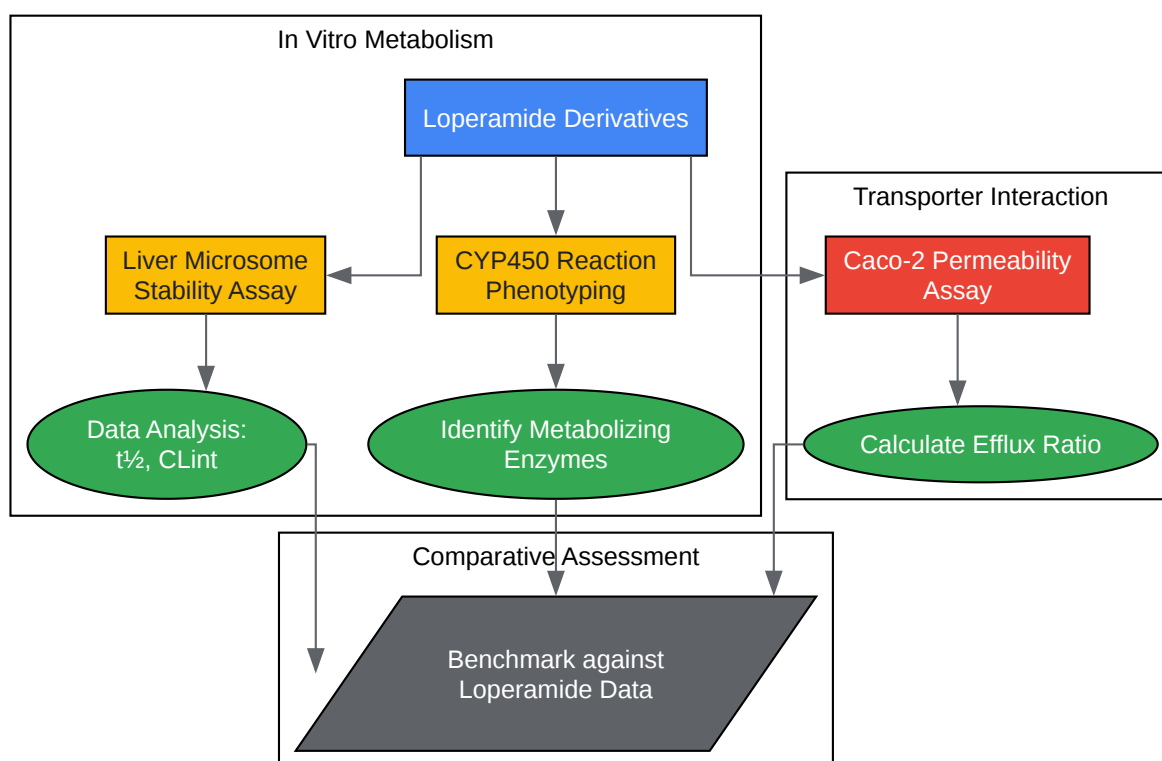 In Vitro Metabolism
Loperamide Derivatives
Transporter Interaction
Liver Microsome
Stability Assay
CYP450 Reaction
Phenotyping
Caco-2 Permeability
Assay
Data Analysis:
t½, CLint
Identify Metabolizing
Enzymes
Calculate Efflux Ratio
Comparative Assessment
Benchmark against
Loperamide Data